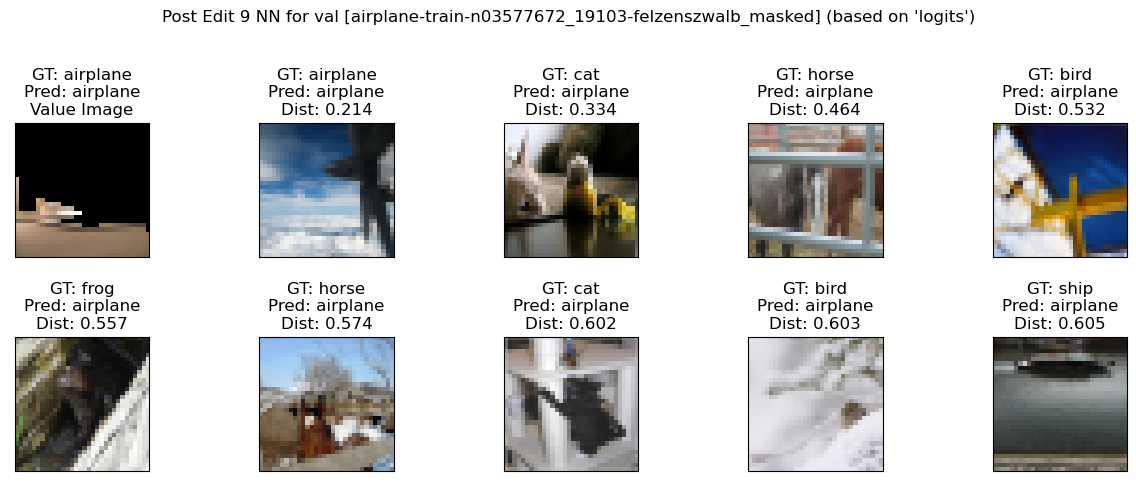 Post Edit 9 NN for val [airplane-train-n03577672_19103-felzenszwalb_masked] (based on 'logits')
GT: airplane
Pred: airplane
Value Image
GT: airplane
Pred: airplane
Dist: 0.214
GT: cat
Pred: airplane
Dist: 0.334
GT: horse
Pred: airplane
Dist: 0.464
GT: bird
Pred: airplane
Dist: 0.532
GT: frog
Pred: airplane
Dist: 0.557
GT: horse
Pred: airplane
Dist: 0.574
GT: cat
Pred: airplane
Dist: 0.602
GT: bird
Pred: airplane
Dist: 0.603
GT: ship
Pred: airplane
Dist: 0.605